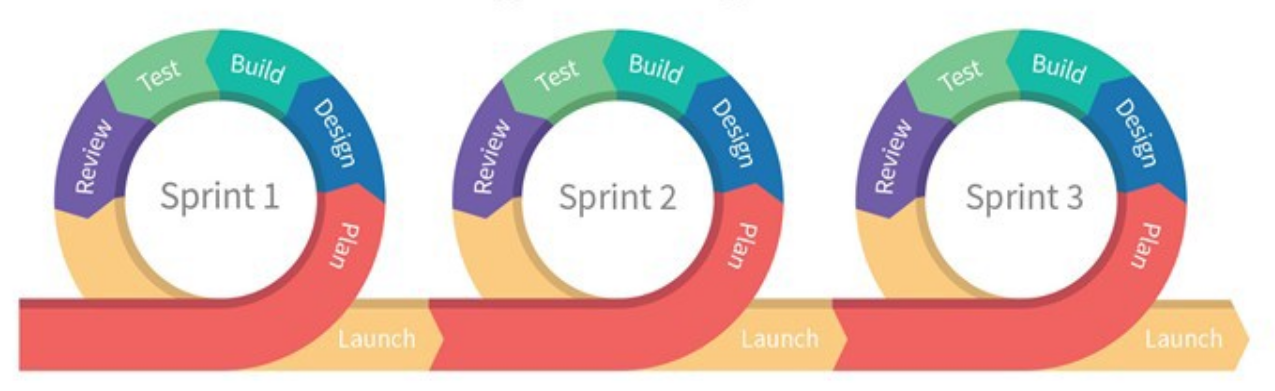 Sprint 1
Plan
Design
Build
Test
Review
Launch
Sprint 2
Plan
Design
Build
Test
Review
Launch
Sprint 3
Plan
Design
Build
Test
Review
Launch